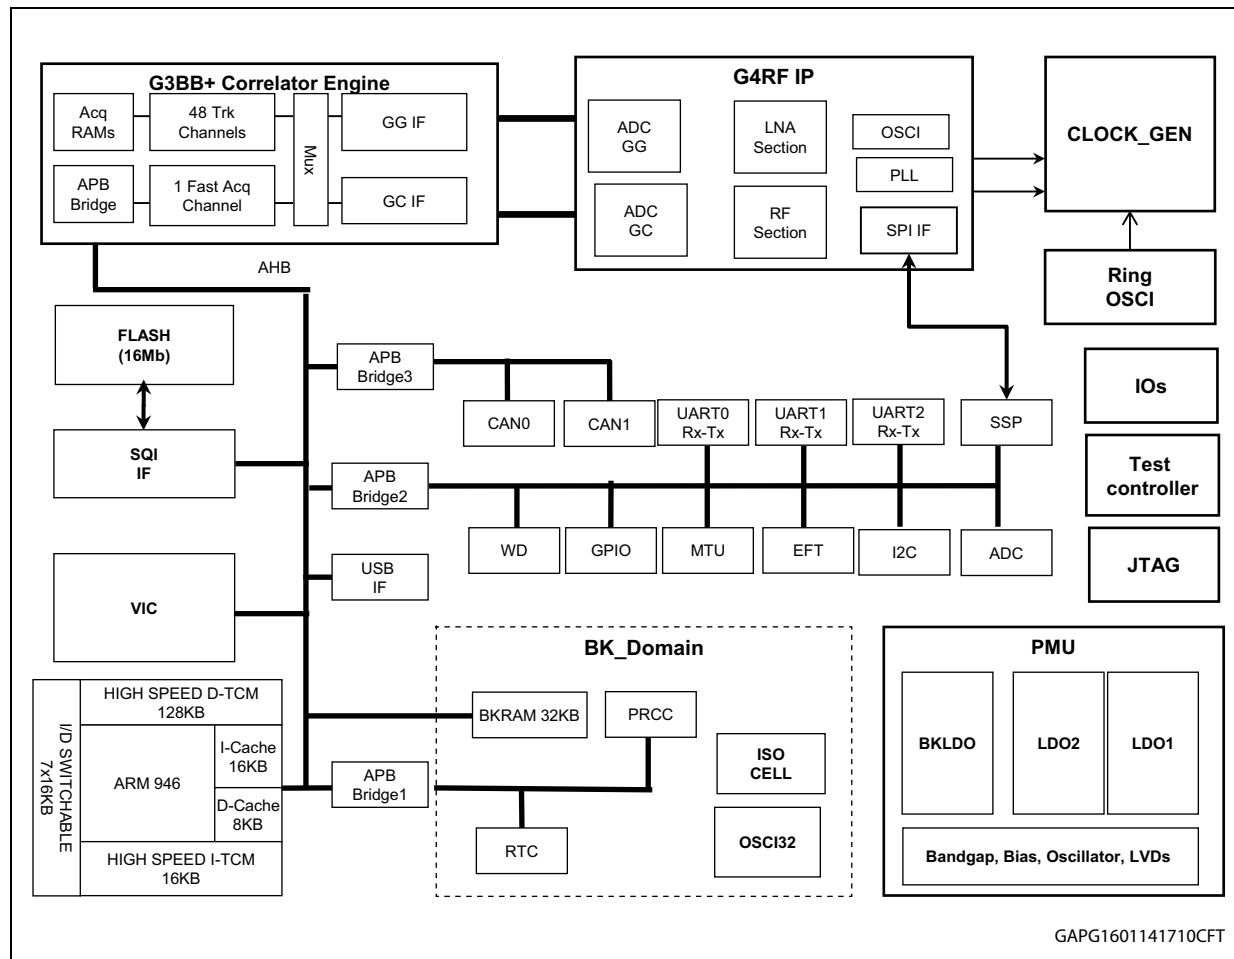 G3BB+ Correlator Engine
Acq
RAMs
48 Trk
Channels
Mux
GG IF
APB
Bridge
1 Fast Acq
Channel
GC IF
G4RF IP
ADC
GG
LNA
Section
OSCI
PLL
ADC
GC
RF
Section
SPI IF
CLOCK_GEN
Ring
OSCI
AHB
FLASH
(16Mb)
APB
Bridge3
CAN0
CAN1
UART0
Rx-Tx
UART1
Rx-Tx
UART2
Rx-Tx
SSP
IOs
SQI
IF
APB
Bridge2
Test
controller
WD
GPIO
MTU
EFT
I2C
ADC
JTAG
VIC
USB
IF
BK_Domain
BKRAM 32KB
PRCC
ISO
CELL
OSCI32
RTC
APB
Bridge1
PMU
BKLDO
LDO2
LDO1
Bandgap, Bias, Oscillator, LVDs
I/D SWITCHABLE
7x16KB
HIGH SPEED D-TCM
128KB
ARM 946
I-Cache
16KB
D-Cache
8KB
HIGH SPEED I-TCM
16KB
GAPG1601141710CFT